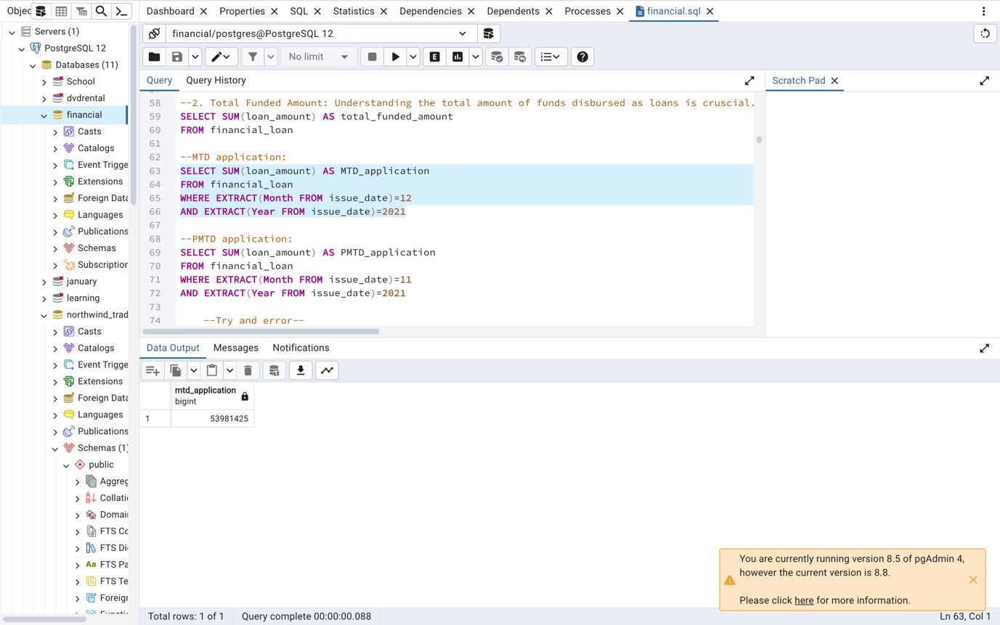 Objec
Dashboard
Properties
SQL
Statistics
Dependencies
Dependents
Processes
financial.sql
Servers (1)
PostgreSQL 12
Databases (11)
School
dvdrental
financial
Casts
Catalogs
Event Trigge
Extensions
Foreign Data
Languages
Publications
Schemas
Subscription
january
learning
northwind_trad
Casts
Catalogs
Event Trigge
Extensions
Foreign Data
Languages
Publications
Schemas (1)
public
Aggreg
Collatio
Domai
FTS Co
FTS Di
FTS Pa
FTS Te
Foreign
financial/postgres@PostgreSQL 12
No limit
E
Query
Query History
Scratch Pad
58 --2. Total Funded Amount: Understanding the total amount of funds disbursed as loans is cruscial.
59 SELECT SUM(loan_amount) AS total_funded_amount
60 FROM financial_loan
61
62 --MTD application:
63 SELECT SUM(loan_amount) AS MTD_application
64 FROM financial_loan
65 WHERE EXTRACT(Month FROM issue_date)=12
66 AND EXTRACT(Year FROM issue_date)=2021
67
68 --PMTD application:
69 SELECT SUM(loan_amount) AS PMTD_application
70 FROM financial_loan
71 WHERE EXTRACT(Month FROM issue_date)=11
72 AND EXTRACT(Year FROM issue_date)=2021
73
74 --Try and error--
Data Output
Messages
Notifications
mtd_application
bigint
1 53981425
You are currently running version 8.5 of pgAdmin 4,
however the current version is 8.8.
Please click here for more information.
Total rows: 1 of 1
Query complete 00:00:00.088
Ln 63, Col 1